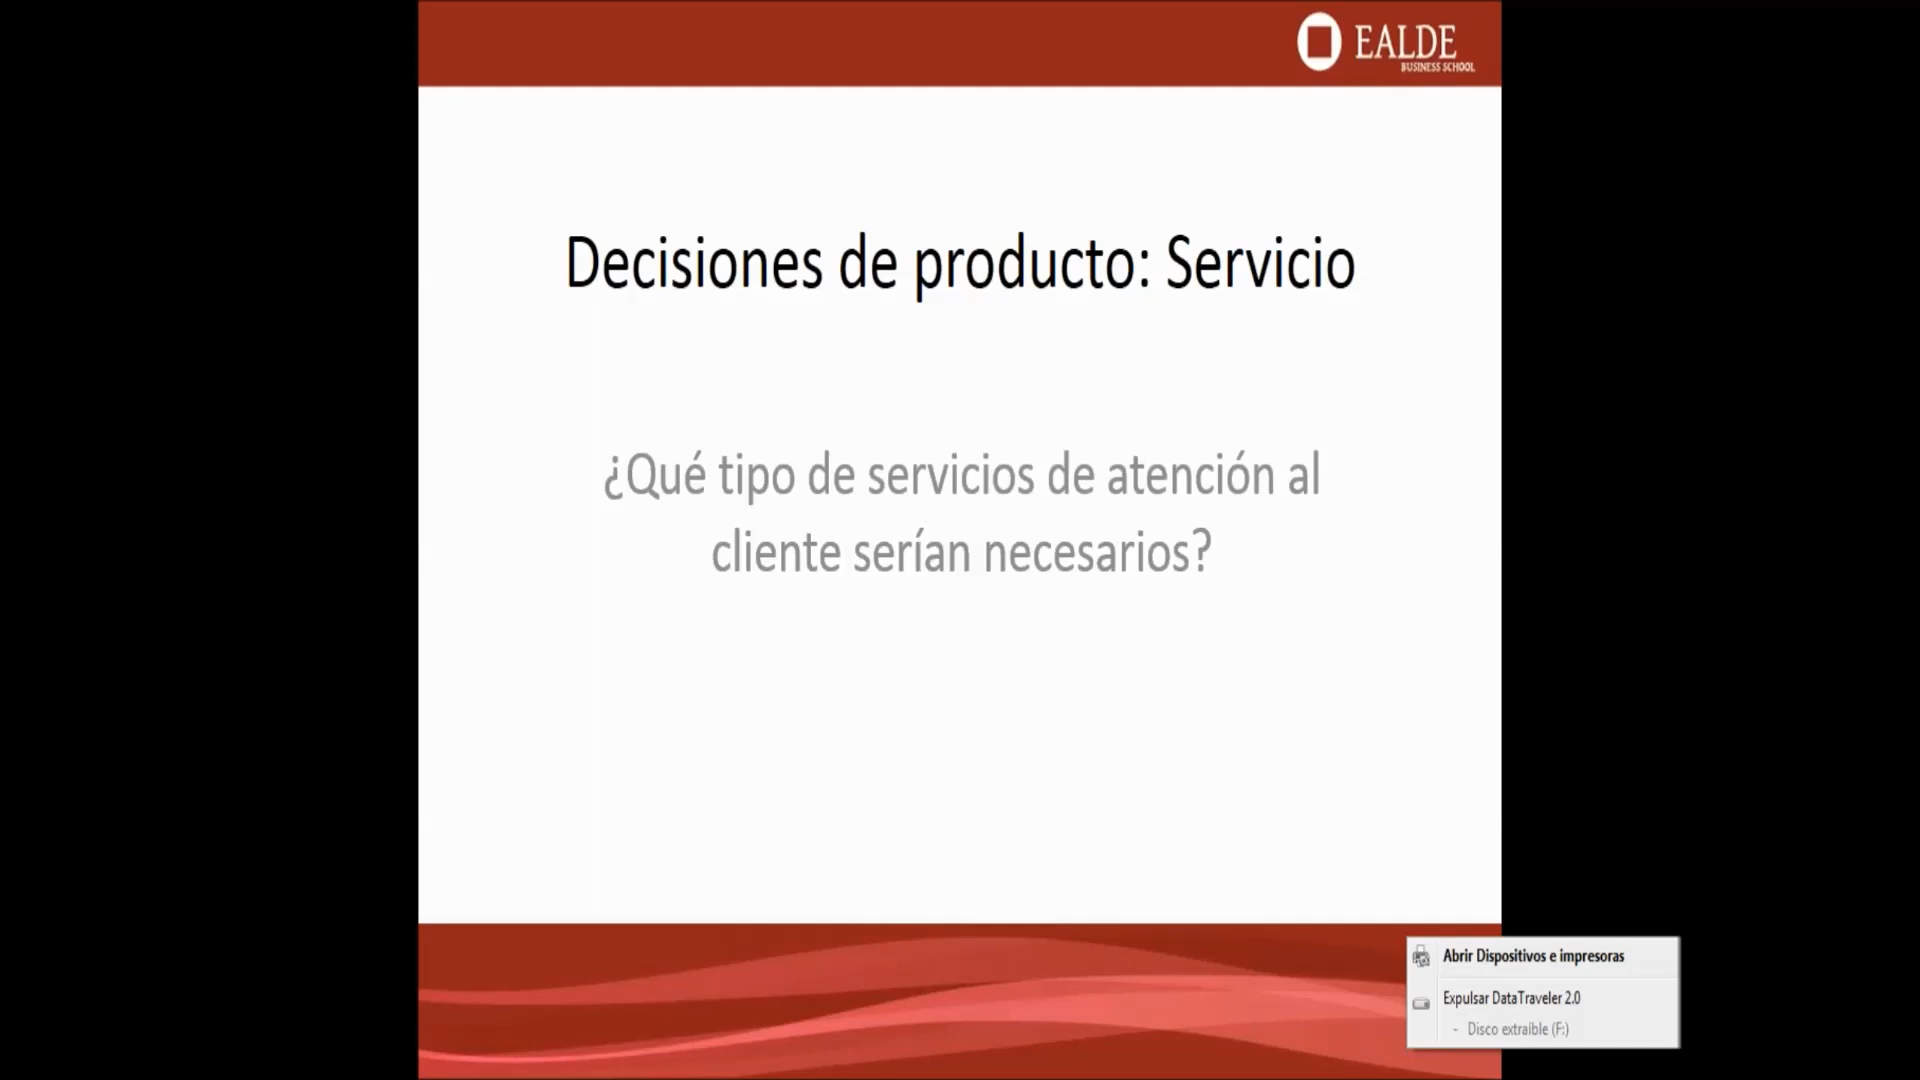 EALDE
BUSINESS SCHOOL
Decisiones de producto: Servicio
¿Qué tipo de servicios de atención al
cliente serían necesarios?
Abrir Dispositivos e impresoras
Expulsar DataTraveler 2.0
- Disco extraíble (F:)